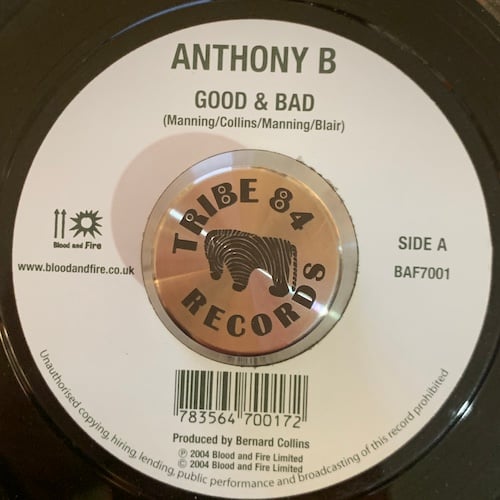 ANTHONY B
GOOD & BAD
(Manning/Collins/Manning/Blair)
TRIBE 84
RECORDS
Blood and Fire
www.bloodandfire.co.uk
SIDE A
BAF7001
783564 700172
Produced by Bernard Collins
Ⓟ 2004 Blood and Fire Limited
© 2004 Blood and Fire Limited
Unauthorised copying, hiring, lending, public performance and broadcasting of this record prohibited